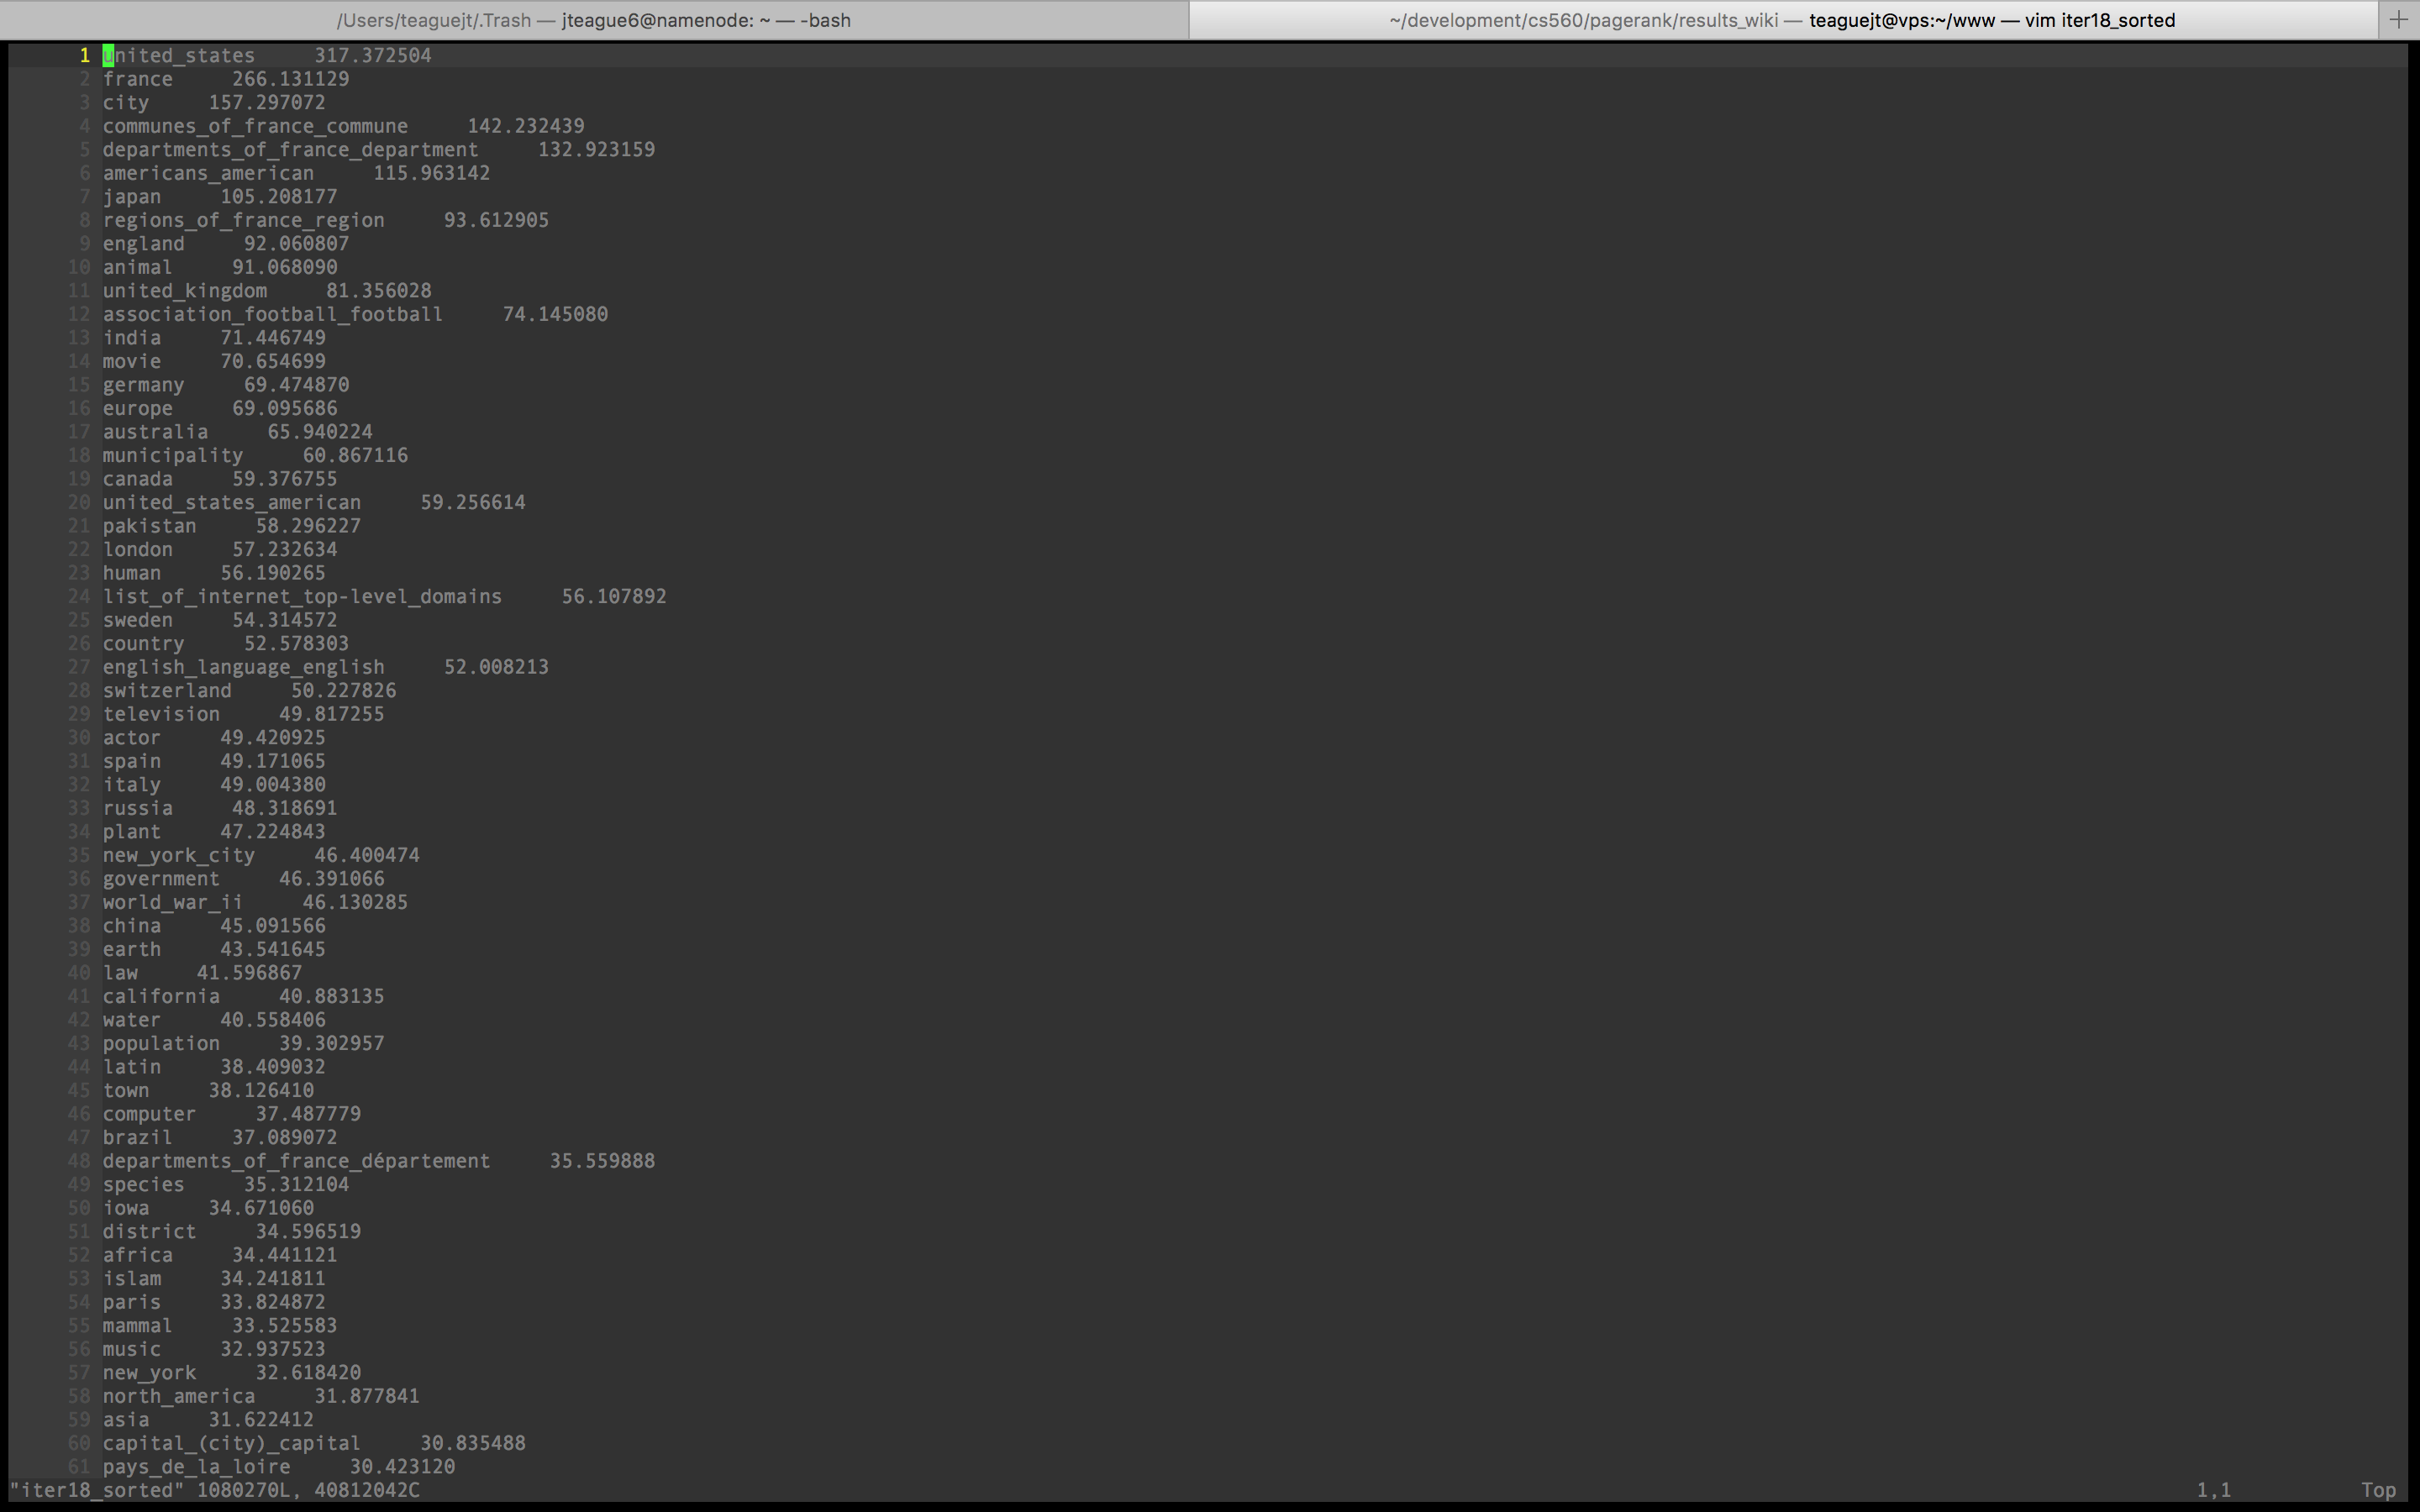 /Users/teaguejt/.Trash — jteague6@namenode: ~ — -bash
~/development/cs560/pagerank/results_wiki — teaguejt@vps:~/www — vim iter18_sorted +
1 united_states 317.372504
2 france 266.131129
3 city 157.297072
4 communes_of_france_commune 142.232439
5 departments_of_france_department 132.923159
6 americans_american 115.963142
7 japan 105.208177
8 regions_of_france_region 93.612905
9 england 92.060807
10 animal 91.068090
11 united_kingdom 81.356028
12 association_football_football 74.145080
13 india 71.446749
14 movie 70.654699
15 germany 69.474870
16 europe 69.095686
17 australia 65.940224
18 municipality 60.867116
19 canada 59.376755
20 united_states_american 59.256614
21 pakistan 58.296227
22 london 57.232634
23 human 56.190265
24 list_of_internet_top-level_domains 56.107892
25 sweden 54.314572
26 country 52.578303
27 english_language_english 52.008213
28 switzerland 50.227826
29 television 49.817255
30 actor 49.420925
31 spain 49.171065
32 italy 49.004380
33 russia 48.318691
34 plant 47.224843
35 new_york_city 46.400474
36 government 46.391066
37 world_war_ii 46.130285
38 china 45.091566
39 earth 43.541645
40 law 41.596867
41 california 40.883135
42 water 40.558406
43 population 39.302957
44 latin 38.409032
45 town 38.126410
46 computer 37.487779
47 brazil 37.089072
48 departments_of_france_département 35.559888
49 species 35.312104
50 iowa 34.671060
51 district 34.596519
52 africa 34.441121
53 islam 34.241811
54 paris 33.824872
55 mammal 33.525583
56 music 32.937523
57 new_york 32.618420
58 north_america 31.877841
59 asia 31.622412
60 capital_(city)_capital 30.835488
61 pays_de_la_loire 30.423120
"iter18_sorted" 1080270L, 40812042C 1,1 Top